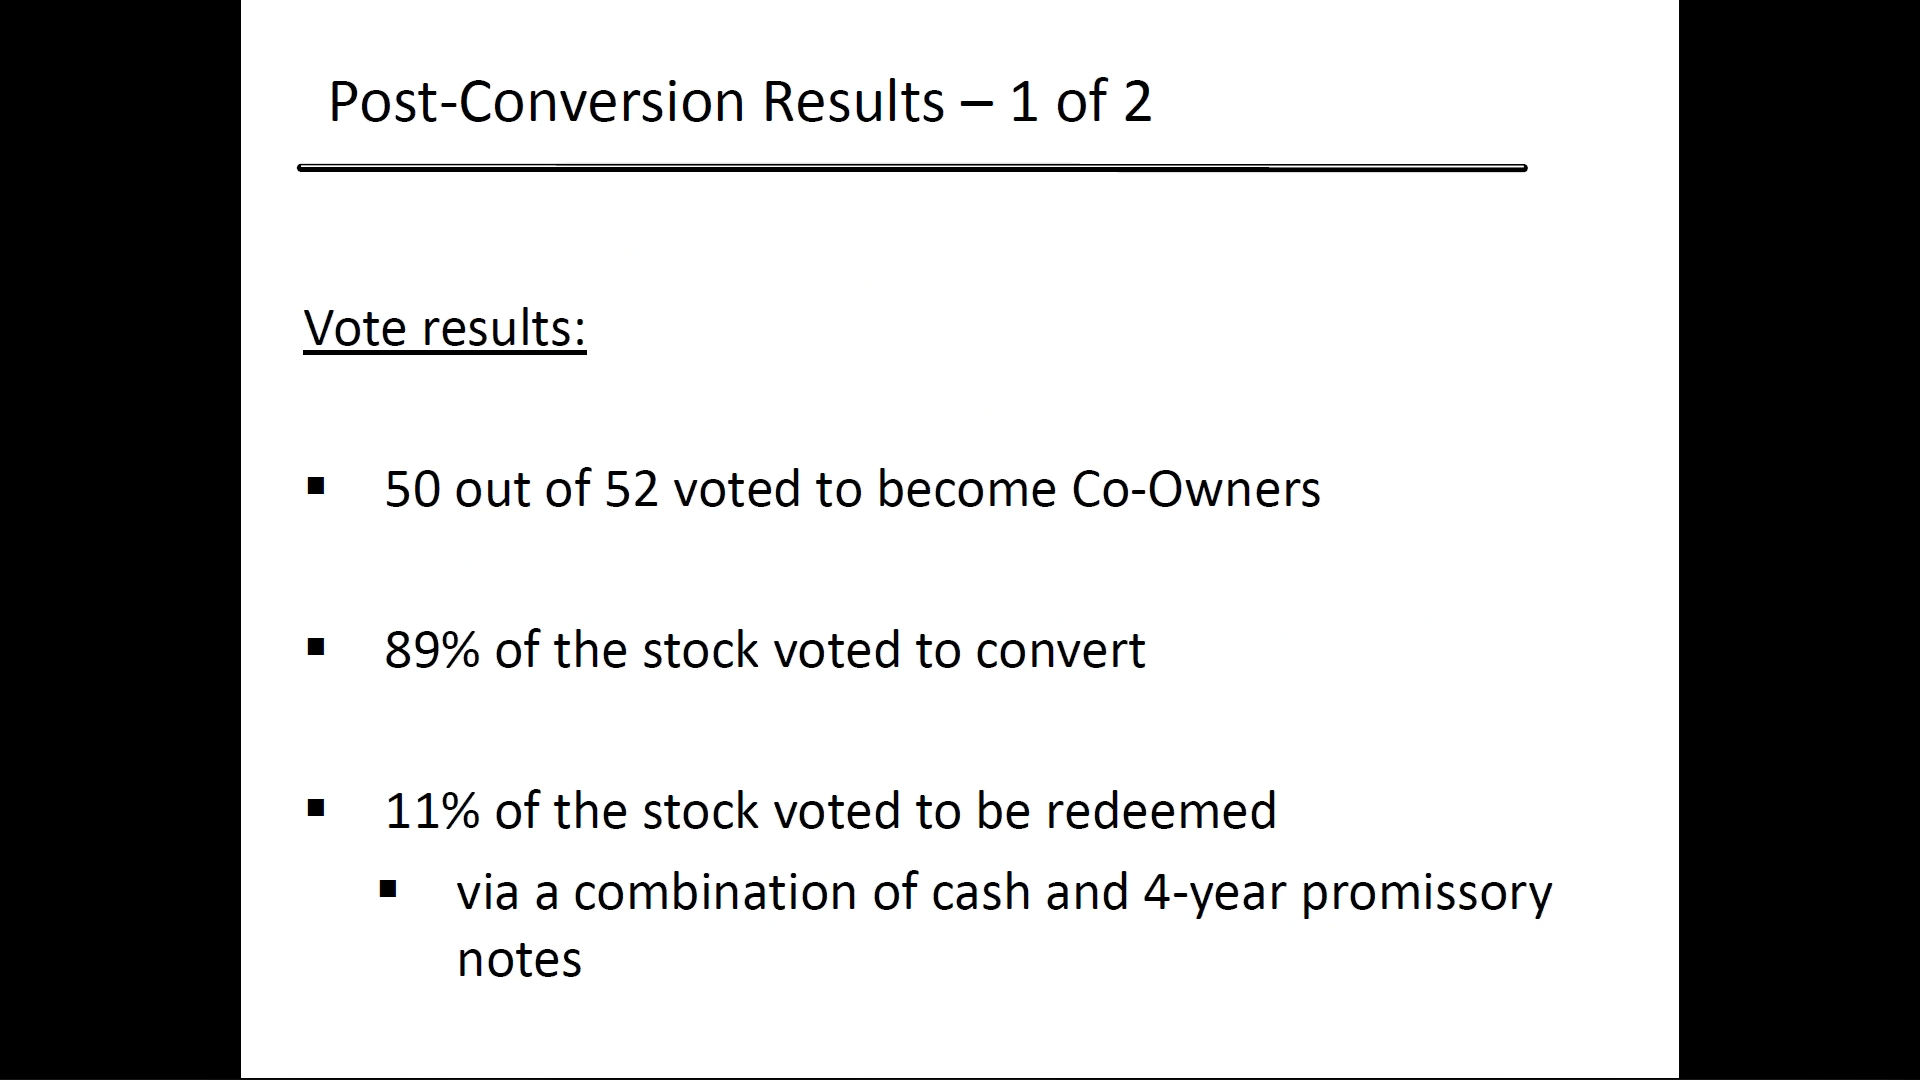 Post-Conversion Results – 1 of 2
Vote results:
▪ 50 out of 52 voted to become Co-Owners
▪ 89% of the stock voted to convert
▪ 11% of the stock voted to be redeemed
▪ via a combination of cash and 4-year promissory
notes